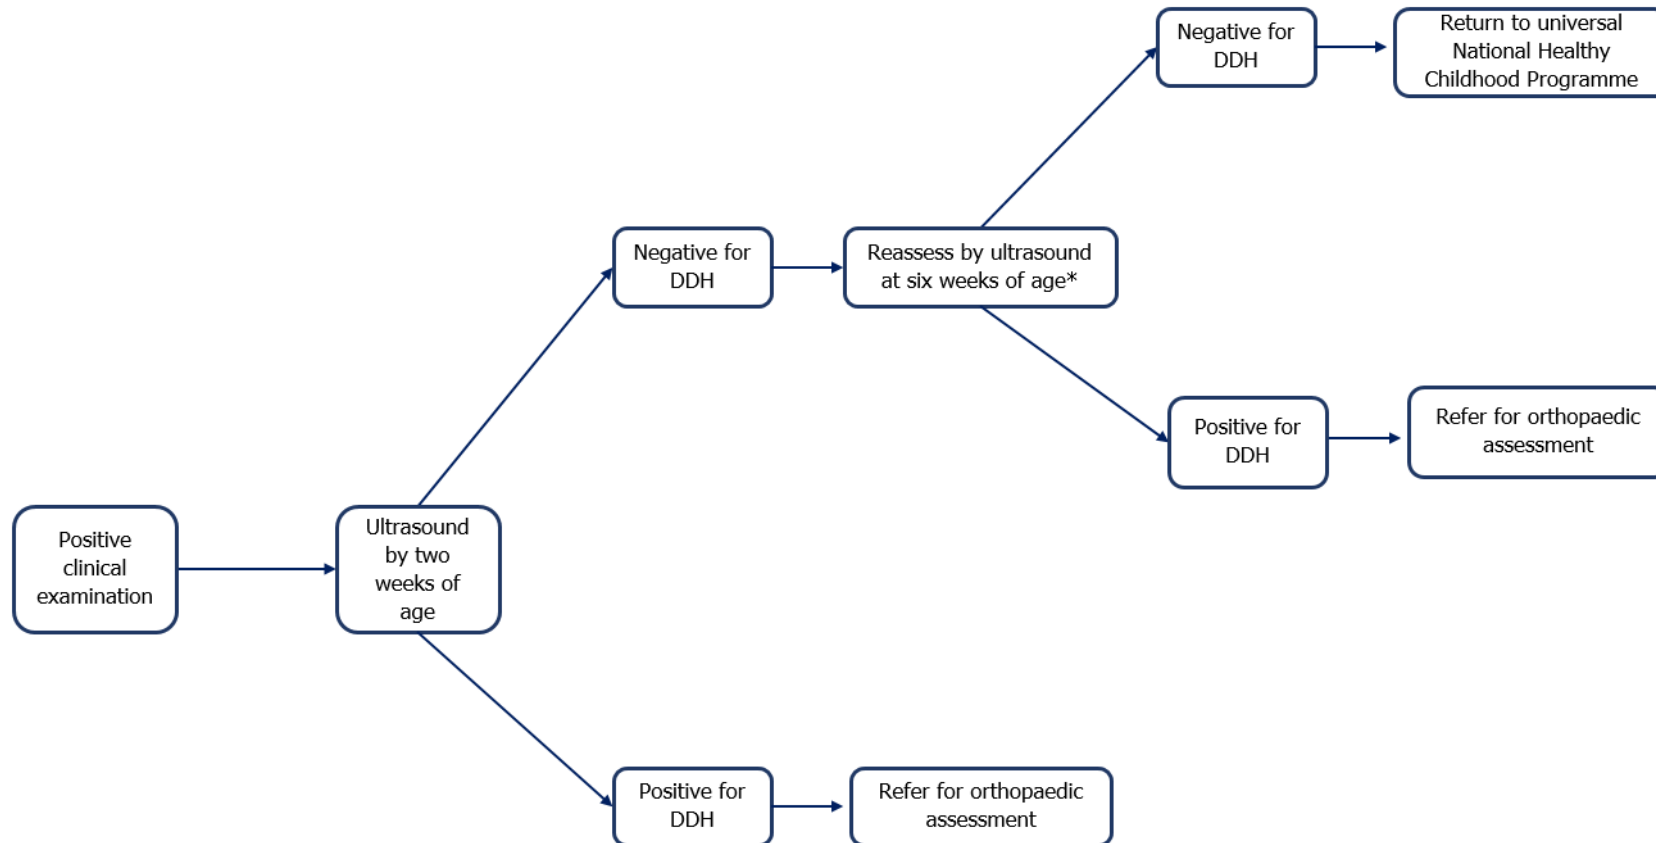 Positive
clinical
examination
Ultrasound
by two
weeks of
age
Negative for
DDH
Reassess by ultrasound
at six weeks of age*
Negative for
DDH
Return to universal
National Healthy
Childhood Programme
Positive for
DDH
Refer for orthopaedic
assessment
Positive for
DDH
Refer for orthopaedic
assessment